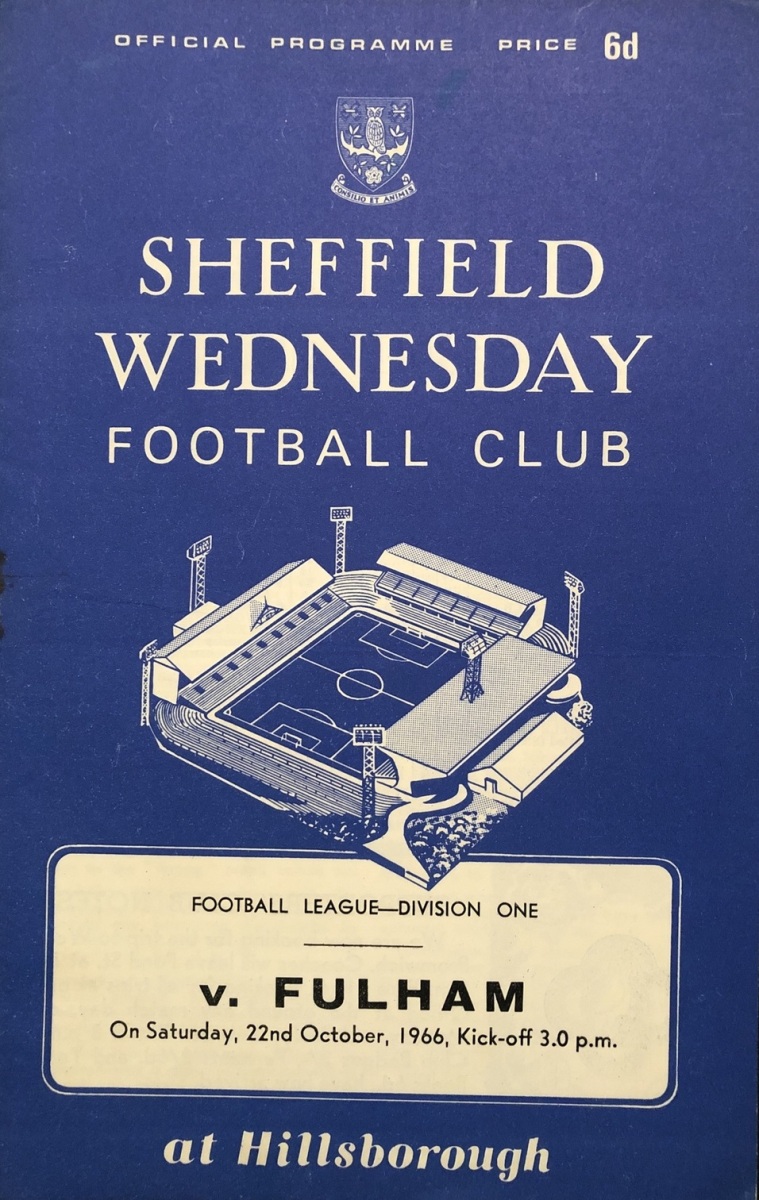 OFFICIAL PROGRAMME PRICE 6d
CONSILIO ET ANIMIS
SHEFFIELD
WEDNESDAY
FOOTBALL CLUB
FOOTBALL LEAGUE—DIVISION ONE
v. FULHAM
On Saturday, 22nd October, 1966, Kick-off 3.0 p.m.
at Hillsborough